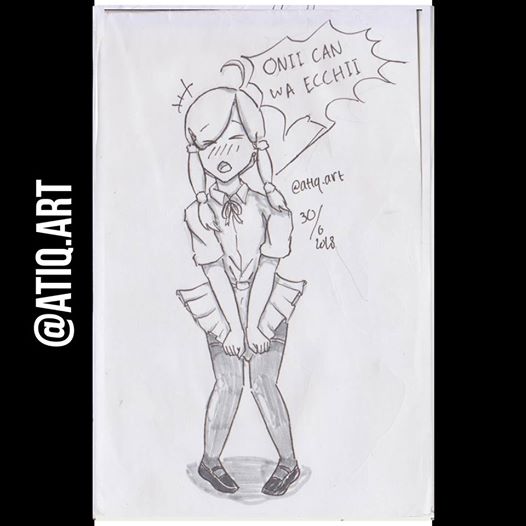 @ATIQ.ART
ONII CAN
WA ECCHII
@atiq.art
30/6
2018